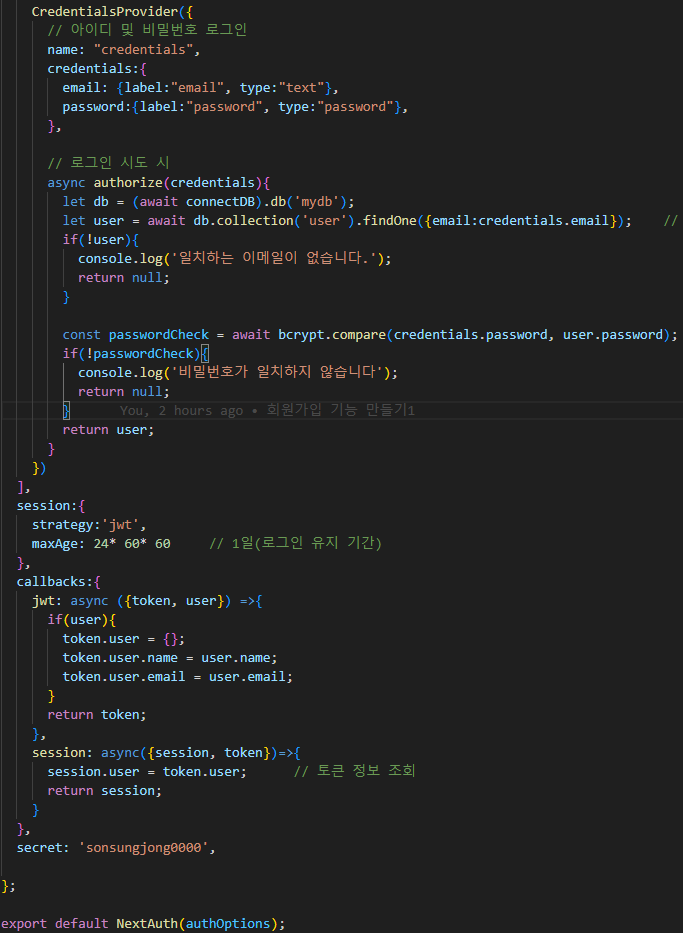 CredentialsProvider({
// 아이디 및 비밀번호 로그인
name: "credentials",
credentials:{
email: {label:"email", type:"text"},
password:{label:"password", type:"password"},
},
// 로그인 시도 시
async authorize(credentials){
let db = (await connectDB).db('mydb');
let user = await db.collection('user').findOne({email:credentials.email});    //
if(!user){
console.log('일치하는 이메일이 없습니다.');
return null;
}
const passwordCheck = await bcrypt.compare(credentials.password, user.password);
if(!passwordCheck){
console.log('비밀번호가 일치하지 않습니다');
return null;
}      You, 2 hours ago • 회원가입 기능 만들기1
return user;
}
})
],
session:{
strategy:'jwt',
maxAge: 24* 60* 60     // 1일(로그인 유지 기간)
},
callbacks:{
jwt: async ({token, user}) =>{
if(user){
token.user = {};
token.user.name = user.name;
token.user.email = user.email;
}
return token;
},
session: async({session, token})=>{
session.user = token.user;      // 토큰 정보 조회
return session;
}
},
secret: 'sonsungjong0000',
};
export default NextAuth(authOptions);